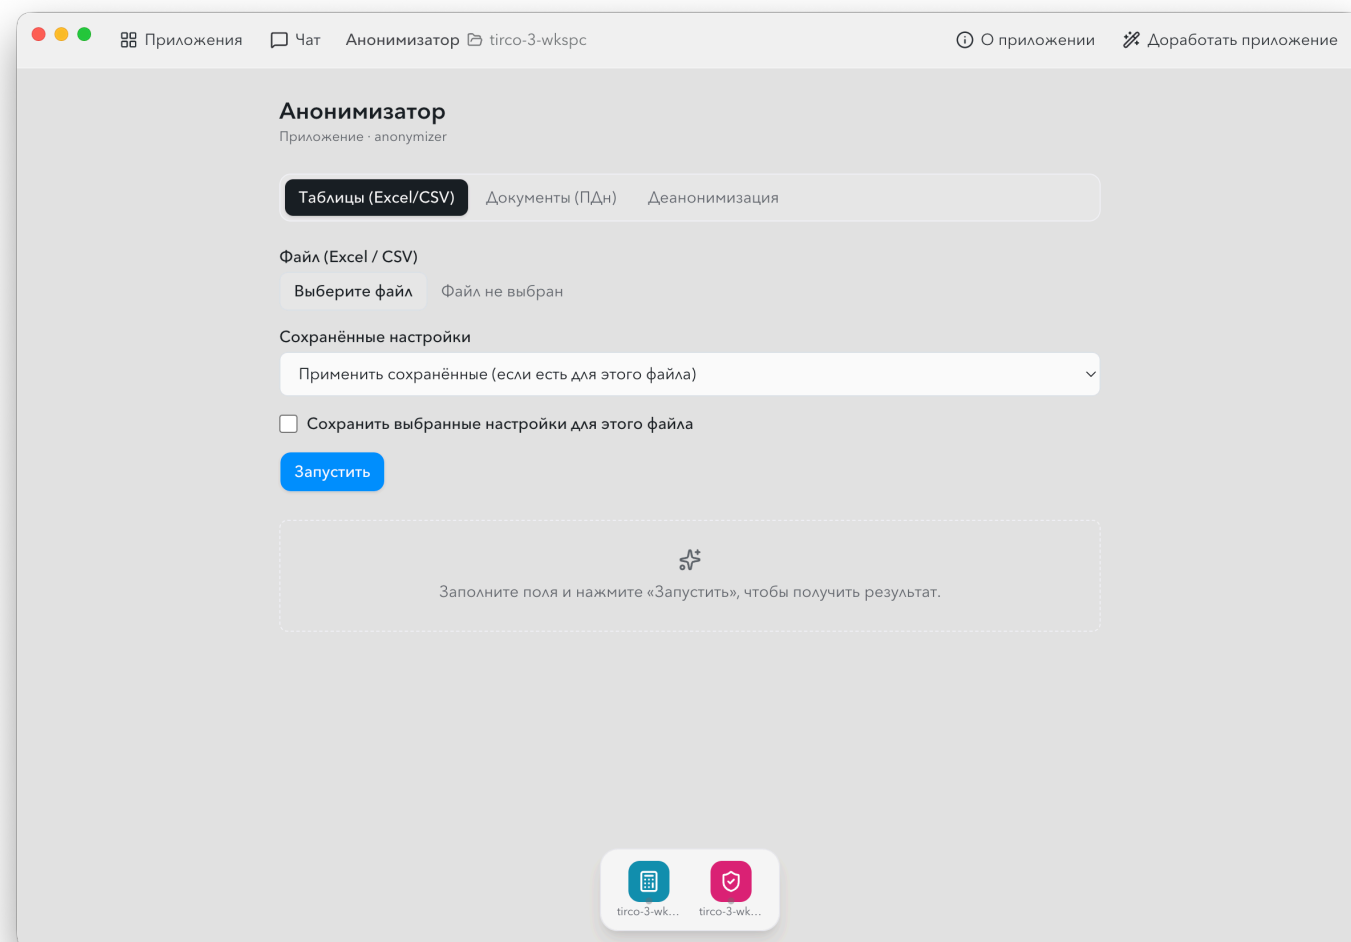 Приложения Чат Анонимизатор tirco-3-wkspc О приложении Доработать приложение
Анонимизатор
Приложение · anonymizer
Таблицы (Excel/CSV) Документы (ПДн) Деанонимизация
Файл (Excel / CSV)
Выберите файл Файл не выбран
Сохранённые настройки
Применить сохранённые (если есть для этого файла)
Сохранить выбранные настройки для этого файла
Запустить
Заполните поля и нажмите «Запустить», чтобы получить результат.
tirco-3-wk... tirco-3-wk...